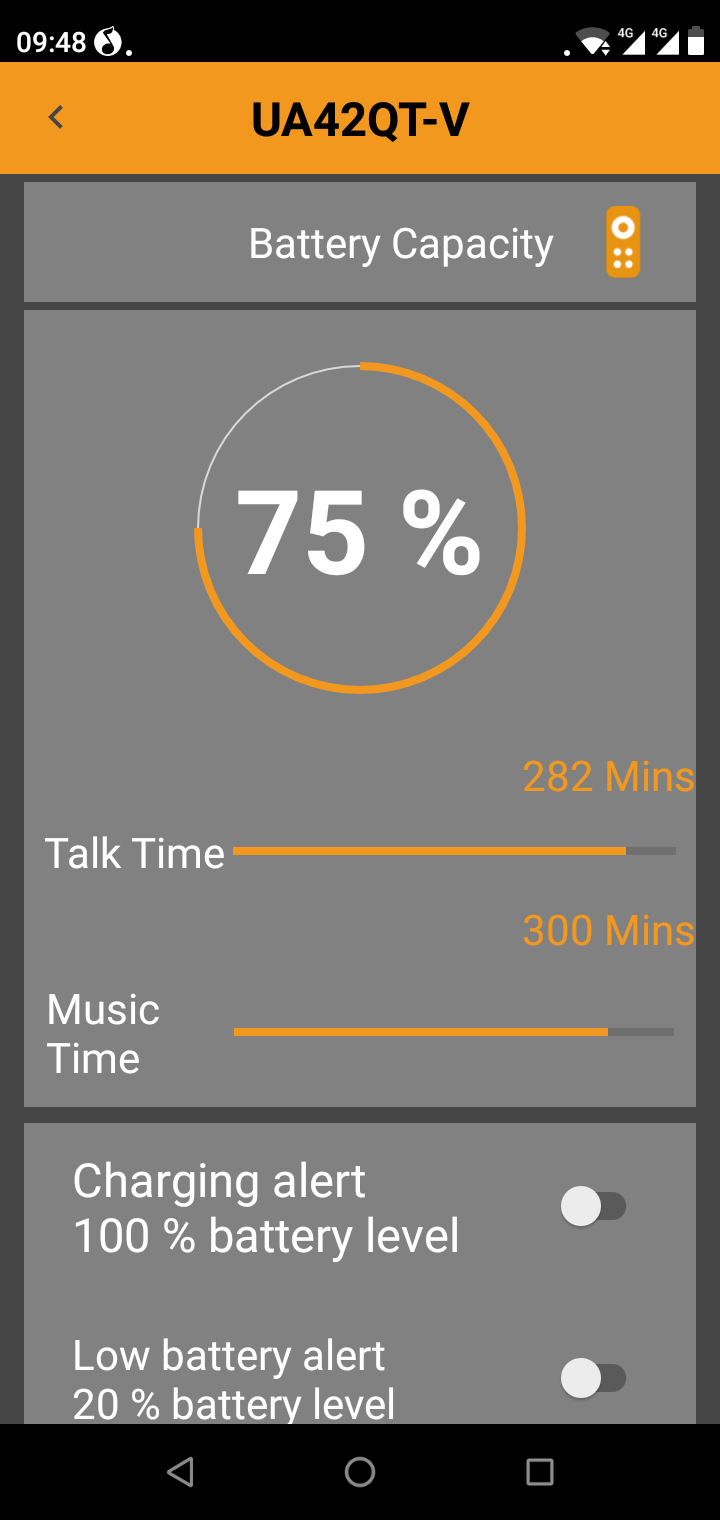 09:48
4G 4G
UA42QT-V
Battery Capacity
75 %
282 Mins
Talk Time
300 Mins
Music
Time
Charging alert
100 % battery level
Low battery alert
20 % battery level